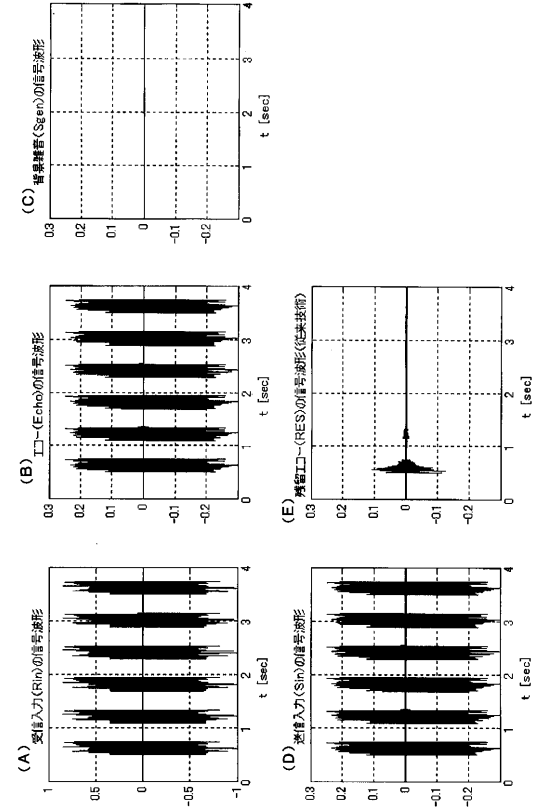 (A)
受信入力(Rin)の信号波形
1
0.5
0
-0.5
-1
0 1 2 3 4
t [sec]
(B)
エコー(Echo)の信号波形
0.3
0.2
0.1
0
-0.1
-0.2
0 1 2 3 4
t [sec]
(C)
背景雑音(Sgen)の信号波形
0.3
0.2
0.1
0
-0.1
-0.2
0 1 2 3 4
t [sec]
(D)
送信入力(Sin)の信号波形
0.3
0.2
0.1
0
-0.1
-0.2
0 1 2 3 4
t [sec]
(E)
残留エコー(RES)の信号波形(従来技術)
0.3
0.2
0.1
0
-0.1
-0.2
0 1 2 3 4
t [sec]